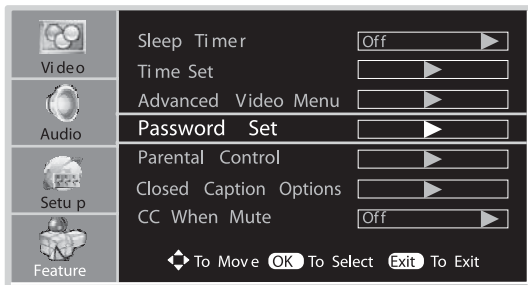 Video
Audio
Setup
Feature
Sleep Timer Off
Time Set
Advanced Video Menu
Password Set
Parental Control
Closed Caption Options
CC When Mute Off
To Move OK To Select Exit To Exit